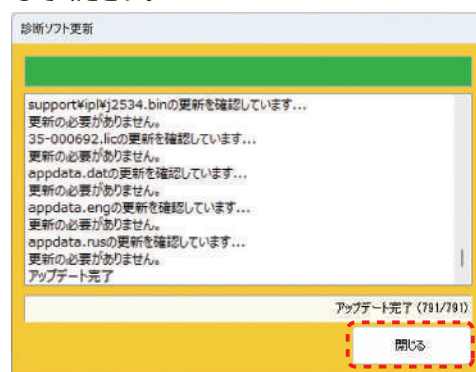 診断ソフト更新
support¥ipl¥j2534.binの更新を確認しています...
更新の必要がありません。
35-000692.licの更新を確認しています...
更新の必要がありません。
appdata.datの更新を確認しています...
更新の必要がありません。
appdata.engの更新を確認しています...
更新の必要がありません。
appdata.rusの更新を確認しています...
更新の必要がありません。
アップデート完了
アップデート完了 (791/791)
閉じる